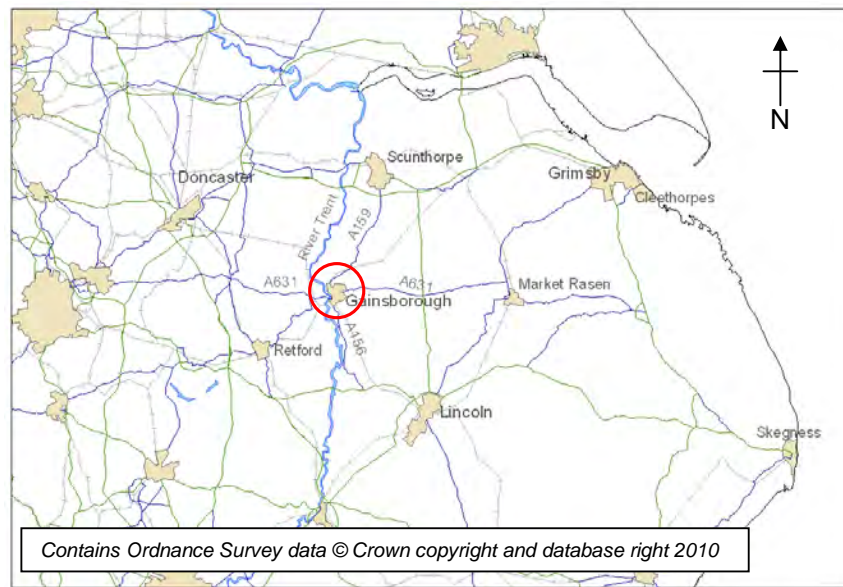 N
Scunthorpe
Doncaster
Grimsby
Cleethorpes
River Trent
A159
A631
A631
Gainsborough
Market Rasen
A156
Retford
Lincoln
Skegness
Contains Ordnance Survey data © Crown copyright and database right 2010